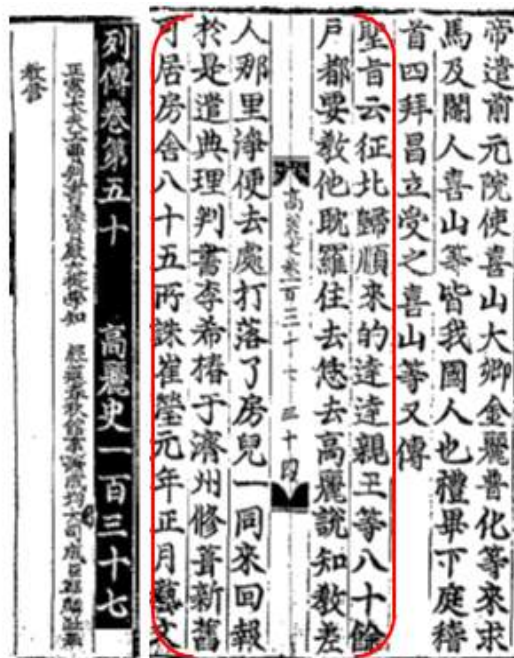 帝遣前元院使喜山大卿金麗普化等來求
馬及閹人喜山等皆我國人也禮畢下庭稽
首四拜昌立受之喜山等又傳
聖旨云征北歸順來的達達親王等八十餘
戶都要敎他耽羅住去恁去高麗說知敎差
高麗史卷一百三十七 三十四
人那里淨便去處打落了房兒一同來回報
於是遣典理判書李希椿于濟州修葺新舊
可居房舍八十五所誅崔瑩元年正月藝文
列傳卷第五十 高麗史一百三十七
正憲大夫工曹判書集賢殿大提學知 經筵春秋館事兼成均大司成臣鄭麟趾奉
敎修